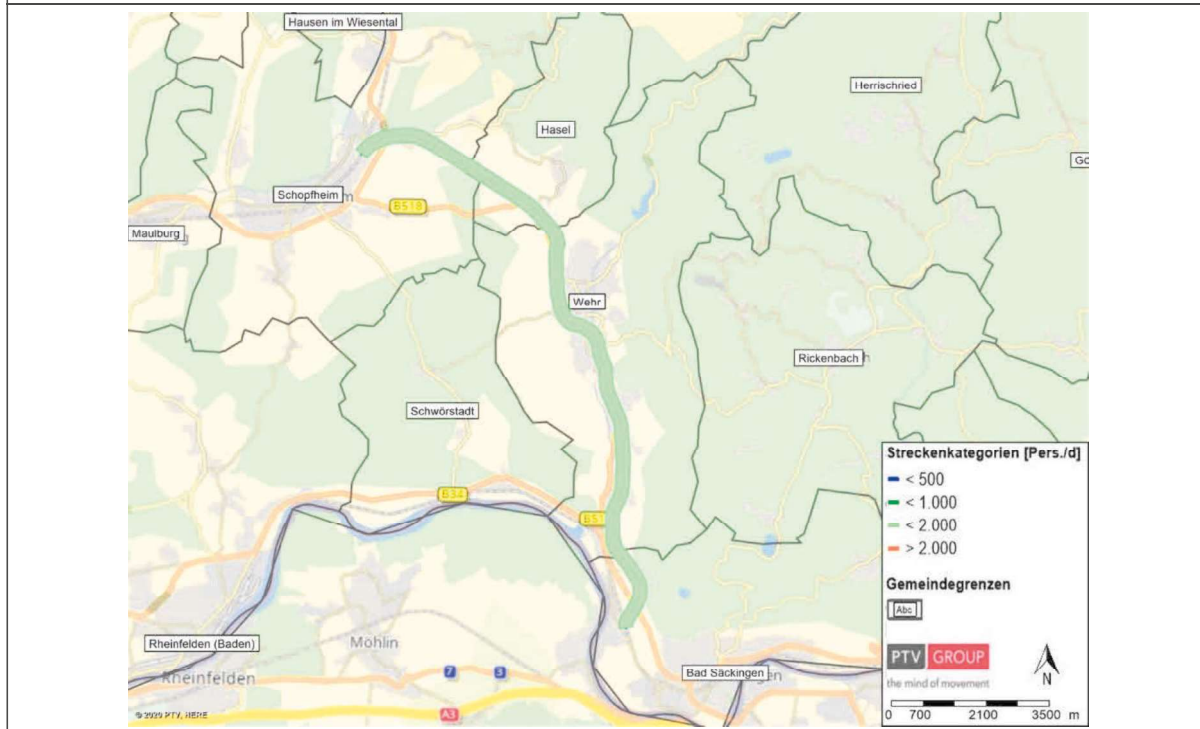 Hausen im Wiesental
Herrischried
Hasel
Schopfheim
B518
Maulburg
Wehr
Rickenbach
Schwörstadt
B34
Streckenkategorien [Pers./d]
< 500
< 1.000
< 2.000
> 2.000
Gemeindegrenzen
Abc
Rheinfelden (Baden)
Möhlin
Rheinfelden
7
3
Bad Säckingen
A3
PTV GROUP
the mind of movement
N
0 700 2100 3500 m
© 2020 PTV, HERE